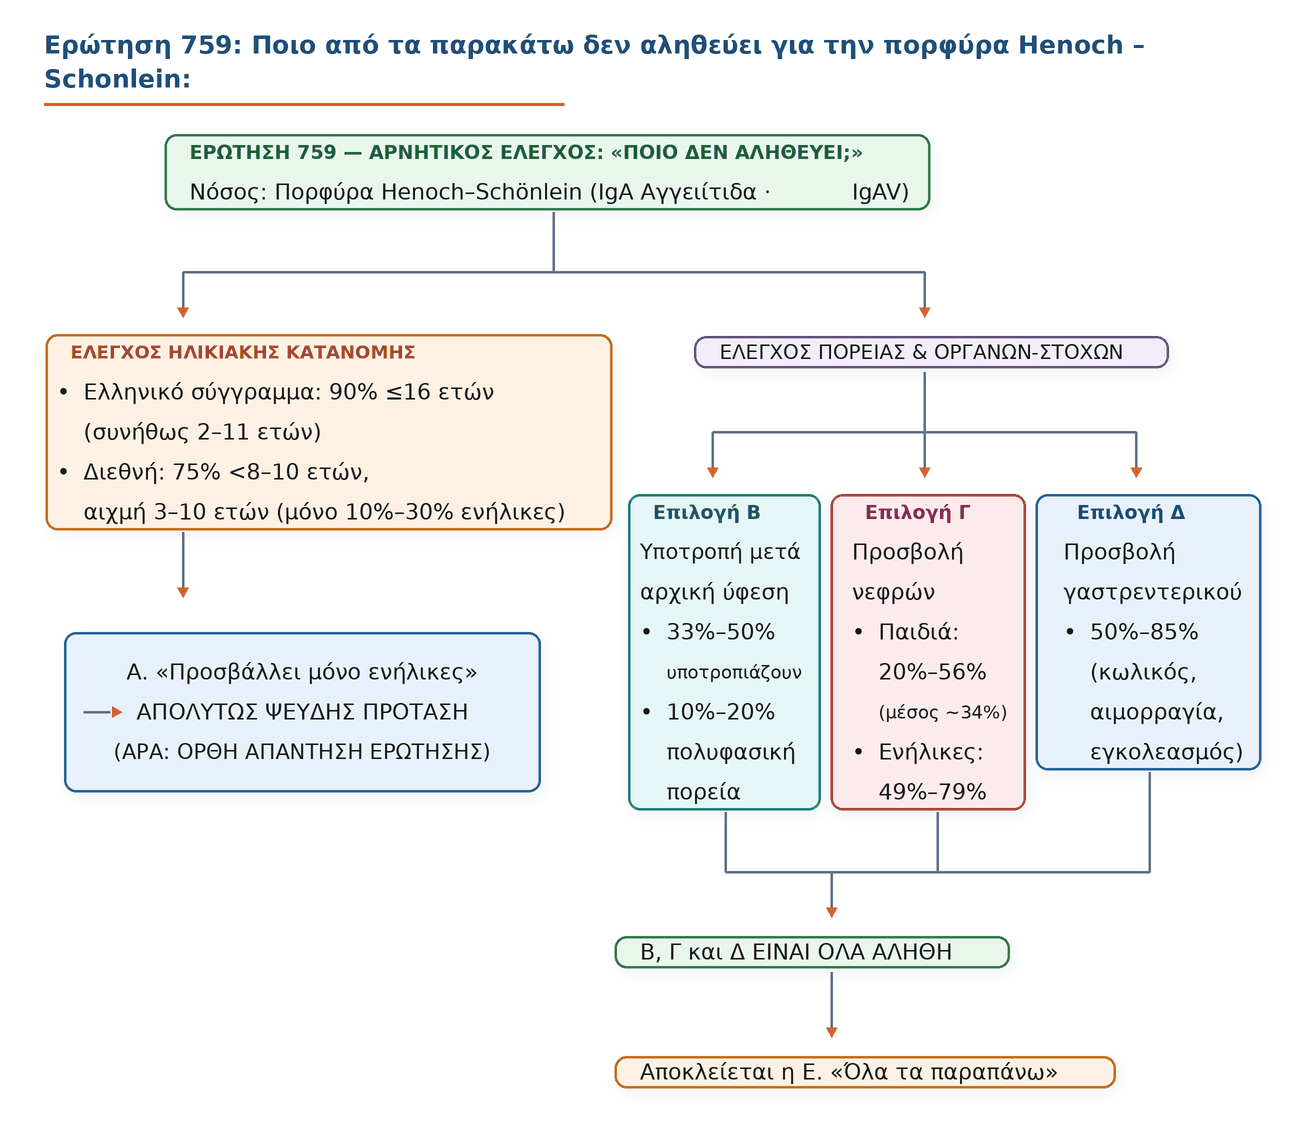 Ερώτηση 759: Ποιο από τα παρακάτω δεν αληθεύει για την πορφύρα Henoch –
Schonlein:
ΕΡΩΤΗΣΗ 759 — ΑΡΝΗΤΙΚΟΣ ΕΛΕΓΧΟΣ: «ΠΟΙΟ ΔΕΝ ΑΛΗΘΕΥΕΙ;»
Νόσος: Πορφύρα Henoch–Schönlein (IgA Αγγειίτιδα · IgAV)
ΕΛΕΓΧΟΣ ΗΛΙΚΙΑΚΗΣ ΚΑΤΑΝΟΜΗΣ
• Ελληνικό σύγγραμμα: 90% ≤16 ετών
(συνήθως 2–11 ετών)
• Διεθνή: 75% <8–10 ετών,
αιχμή 3–10 ετών (μόνο 10%–30% ενήλικες)
Α. «Προσβάλλει μόνο ενήλικες»
ΑΠΟΛΥΤΩΣ ΨΕΥΔΗΣ ΠΡΟΤΑΣΗ
(ΑΡΑ: ΟΡΘΗ ΑΠΑΝΤΗΣΗ ΕΡΩΤΗΣΗΣ)
ΕΛΕΓΧΟΣ ΠΟΡΕΙΑΣ & ΟΡΓΑΝΩΝ-ΣΤΟΧΩΝ
Επιλογή Β
Υποτροπή μετά
αρχική ύφεση
• 33%–50%
υποτροπιάζουν
• 10%–20%
πολυφασική
πορεία
Επιλογή Γ
Προσβολή
νεφρών
• Παιδιά:
20%–56%
(μέσος ~34%)
• Ενήλικες:
49%–79%
Επιλογή Δ
Προσβολή
γαστρεντερικού
• 50%–85%
(κωλικός,
αιμορραγία,
εγκολεασμός)
Β, Γ και Δ ΕΙΝΑΙ ΟΛΑ ΑΛΗΘΗ
Αποκλείεται η Ε. «Όλα τα παραπάνω»